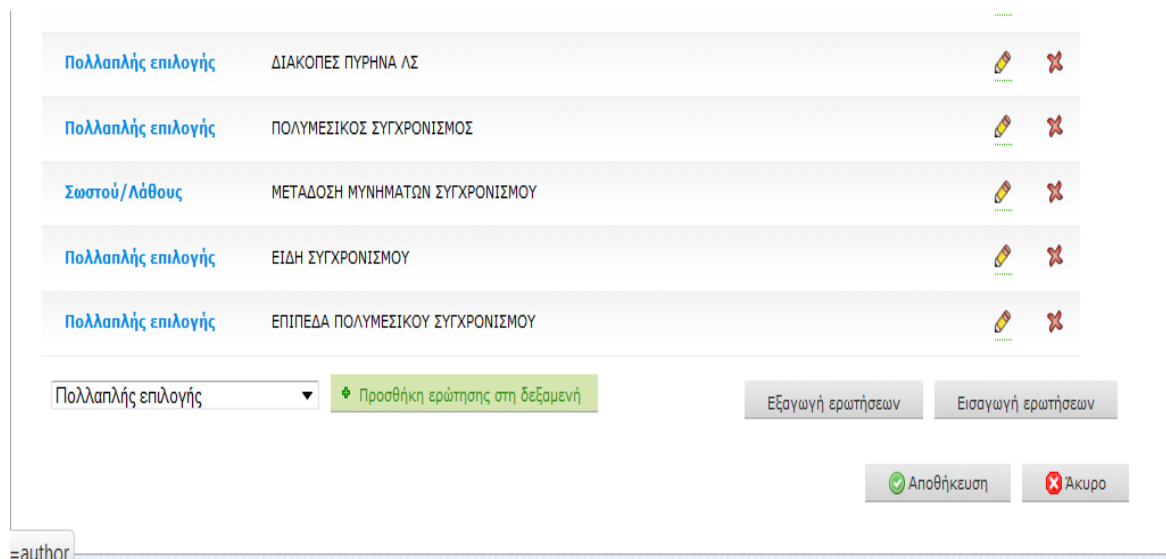 Πολλαπλής επιλογής ΔΙΑΚΟΠΕΣ ΠΥΡΗΝΑ ΛΣ
Πολλαπλής επιλογής ΠΟΛΥΜΕΣΙΚΟΣ ΣΥΓΧΡΟΝΙΣΜΟΣ
Σωστού/Λάθους ΜΕΤΑΔΟΣΗ ΜΥΝΗΜΑΤΩΝ ΣΥΓΧΡΟΝΙΣΜΟΥ
Πολλαπλής επιλογής ΕΙΔΗ ΣΥΓΧΡΟΝΙΣΜΟΥ
Πολλαπλής επιλογής ΕΠΙΠΕΔΑ ΠΟΛΥΜΕΣΙΚΟΥ ΣΥΓΧΡΟΝΙΣΜΟΥ
Πολλαπλής επιλογής Προσθήκη ερώτησης στη δεξαμενή Εξαγωγή ερωτήσεων Εισαγωγή ερωτήσεων
Αποθήκευση Άκυρο
=author